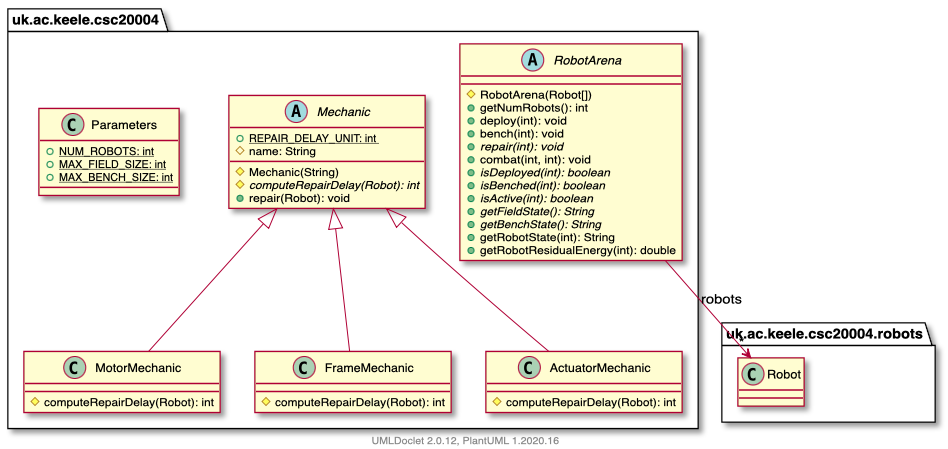 uk.ac.keele.csc20004
C Parameters
NUM_ROBOTS: int
MAX_FIELD_SIZE: int
MAX_BENCH_SIZE: int
A Mechanic
REPAIR_DELAY_UNIT: int
name: String
Mechanic(String)
computeRepairDelay(Robot): int
repair(Robot): void
A RobotArena
RobotArena(Robot[])
getNumRobots(): int
deploy(int): void
bench(int): void
repair(int): void
combat(int, int): void
isDeployed(int): boolean
isBenched(int): boolean
isActive(int): boolean
getFieldState(): String
getBenchState(): String
getRobotState(int): String
getRobotResidualEnergy(int): double
robots
uk.ac.keele.csc20004.robots
C Robot
C MotorMechanic
computeRepairDelay(Robot): int
C FrameMechanic
computeRepairDelay(Robot): int
C ActuatorMechanic
computeRepairDelay(Robot): int
UMLDoclet 2.0.12, PlantUML 1.2020.16